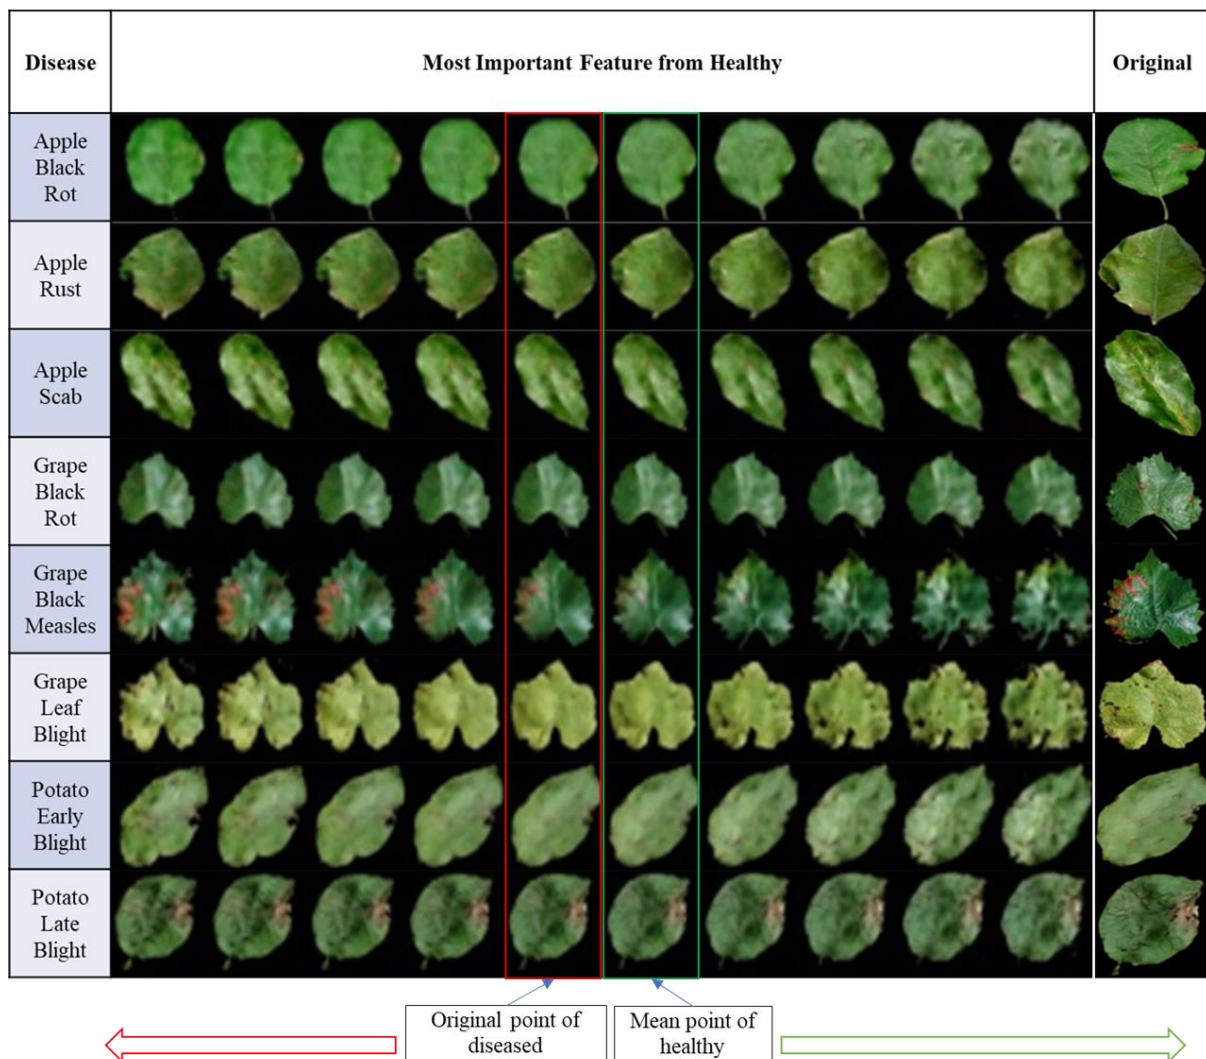 Disease
Most Important Feature from Healthy
Original
Apple
Black
Rot
Apple
Rust
Apple
Scab
Grape
Black
Rot
Grape
Black
Measles
Grape
Leaf
Blight
Potato
Early
Blight
Potato
Late
Blight
Original point of
diseased
Mean point of
healthy